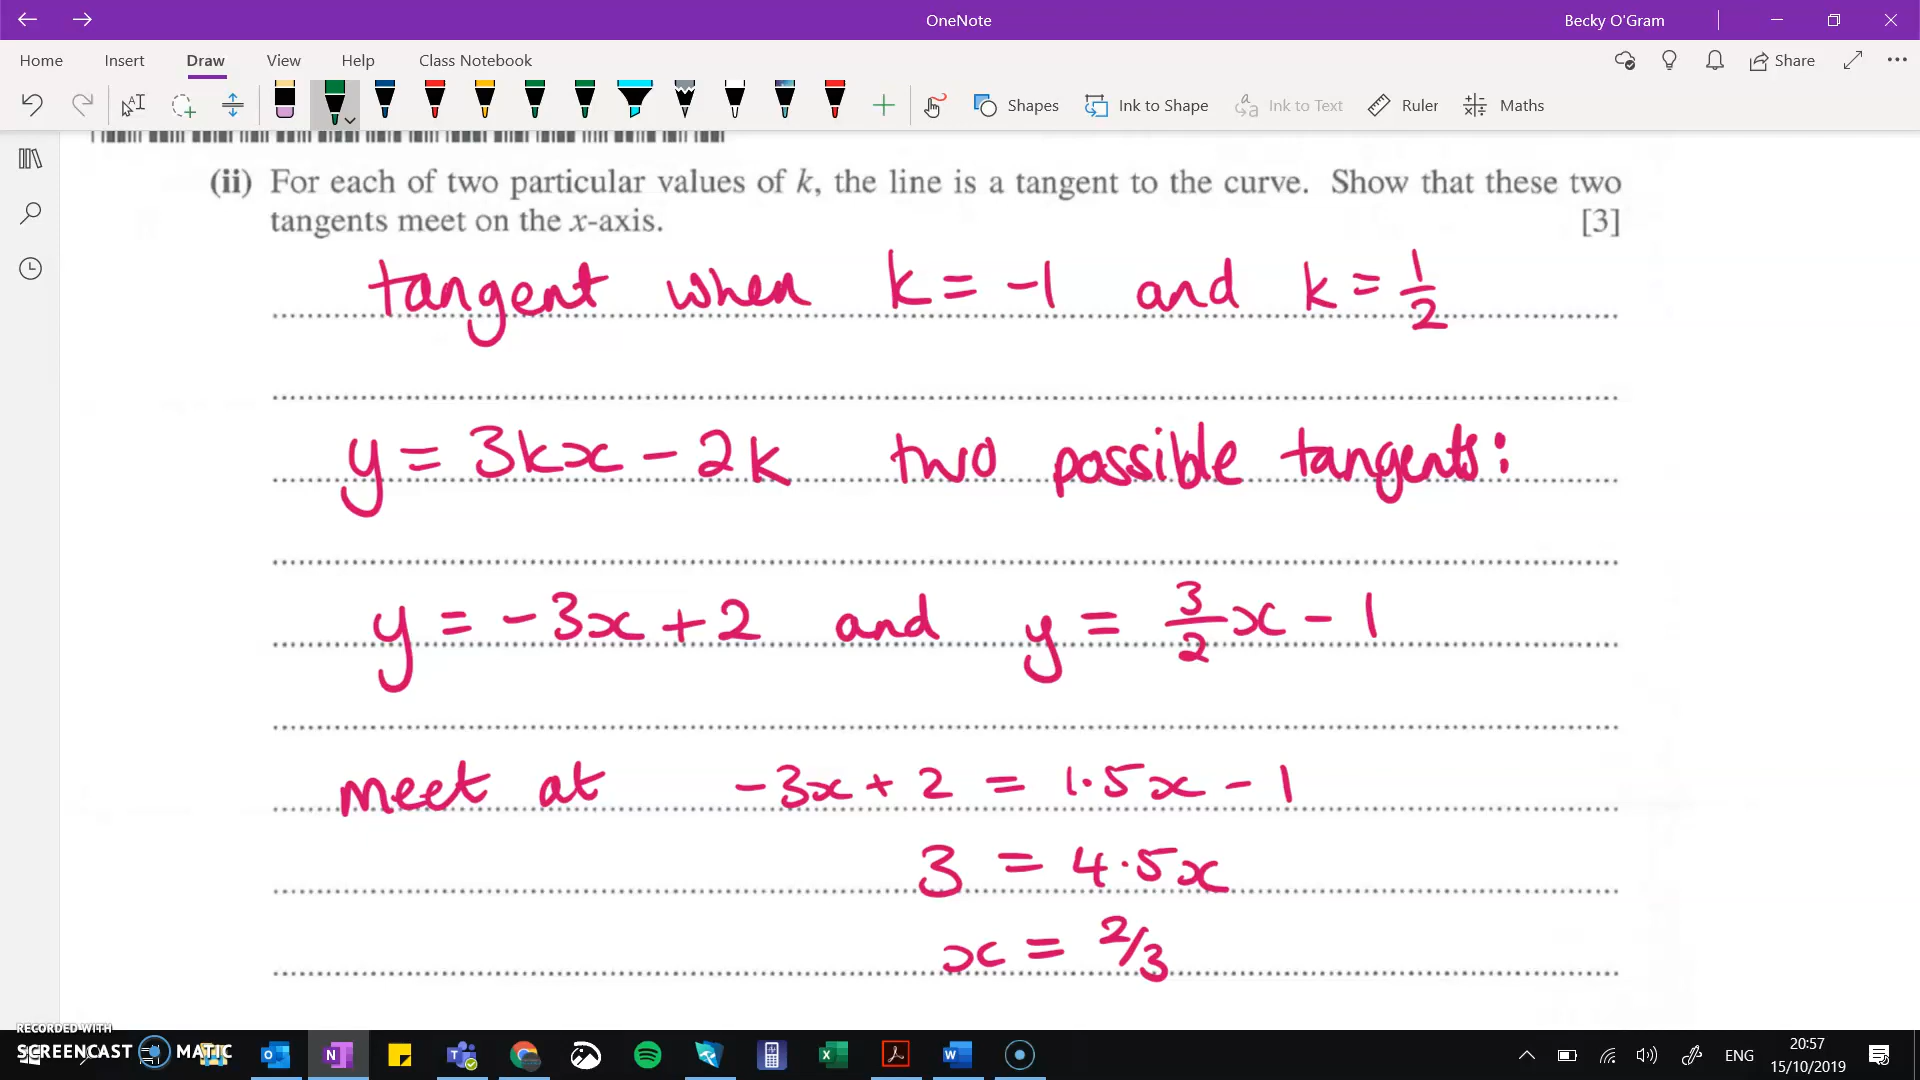 OneNote
Becky O'Gram
Home Insert Draw View Help Class Notebook
Share
Shapes Ink to Shape Ink to Text Ruler Maths
(ii) For each of two particular values of k, the line is a tangent to the curve. Show that these two
tangents meet on the x-axis. [3]
tangent when k = -1 and k = 1/2
y = 3kx - 2k two possible tangents:
y = -3x + 2 and y = 3/2 x - 1
meet at -3x + 2 = 1.5x - 1
3 = 4.5x
x = 2/3
RECORDED WITH
SCREENCAST MATIC
ENG
20:57
15/10/2019